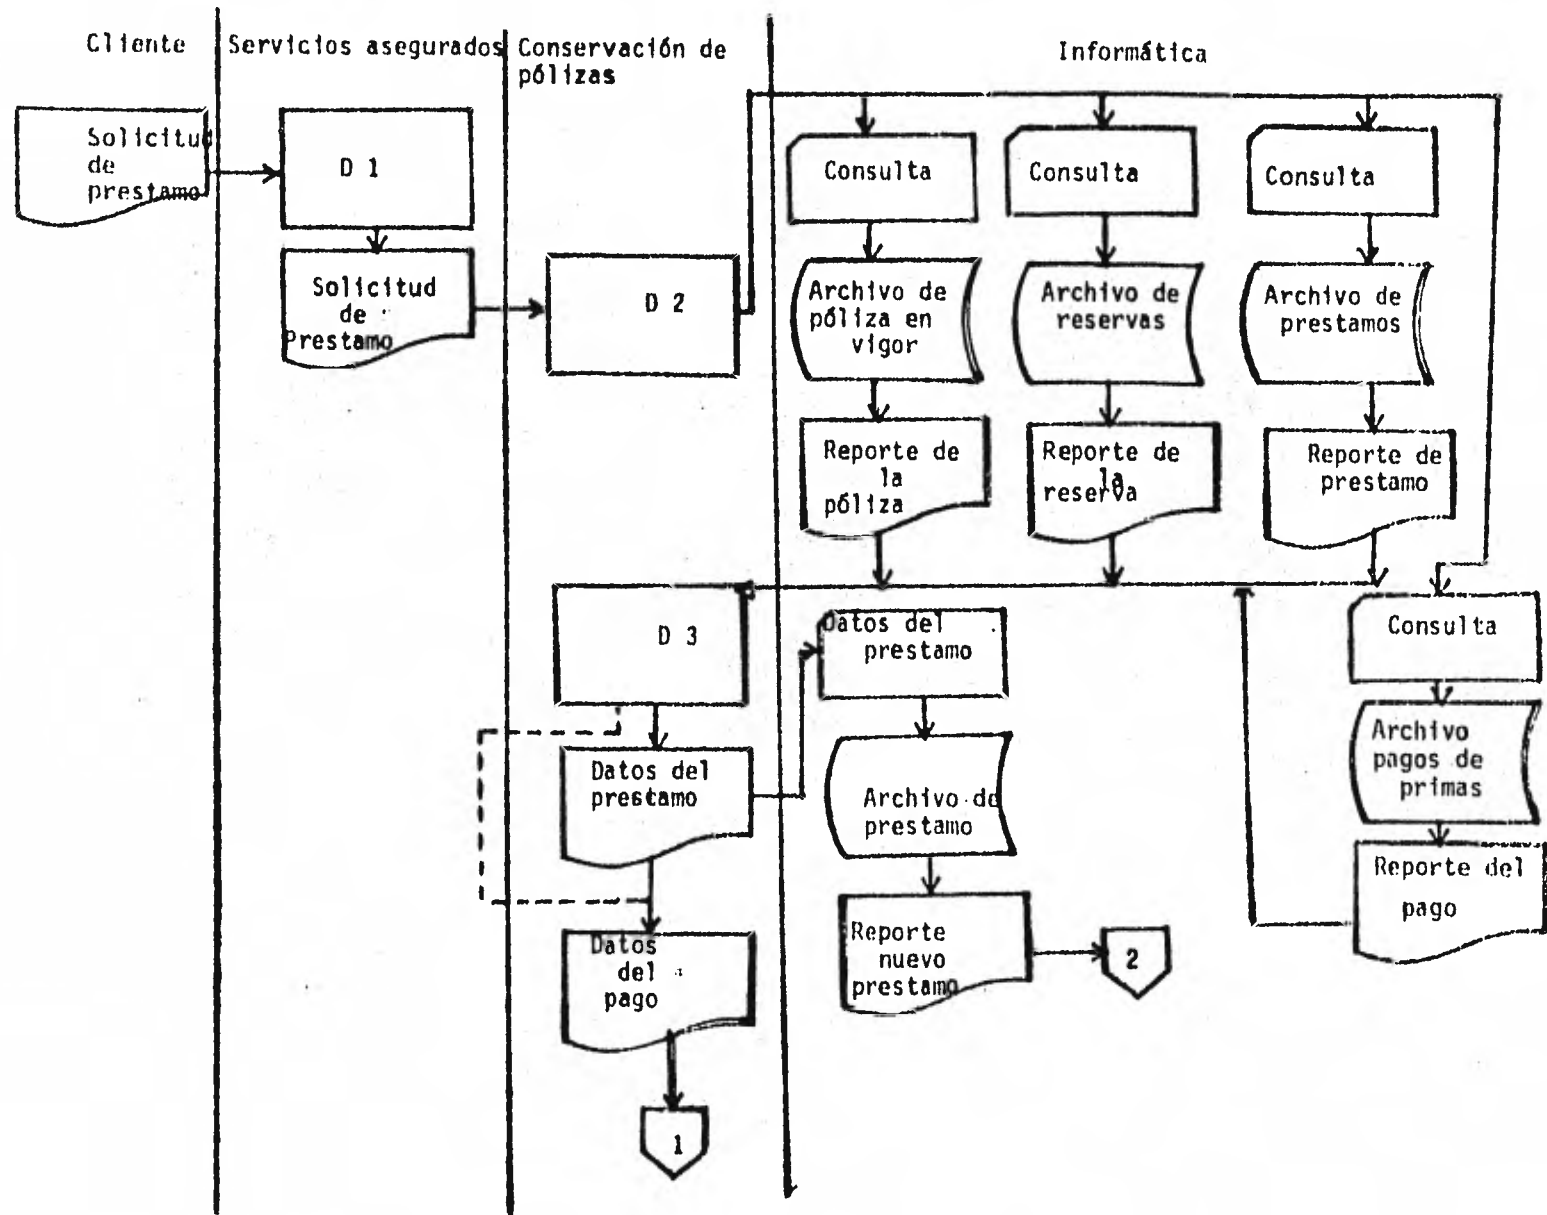 Cliente
Servicios asegurados
Conservación de
pólizas
Informática
Solicitud
de
prestamo
D 1
Solicitud
de
Prestamo
D 2
Consulta
Consulta
Consulta
Archivo de
póliza en
vigor
Archivo de
reservas
Archivo de
prestamos
Reporte de
la
póliza
Reporte de
la
reserva
Reporte de
prestamo
D 3
Datos del
prestamo
Consulta
Datos del
prestamo
Archivo de
prestamo
Archivo
pagos de
primas
Reporte del
pago
Datos
del
pago
Reporte
nuevo
prestamo
2
1